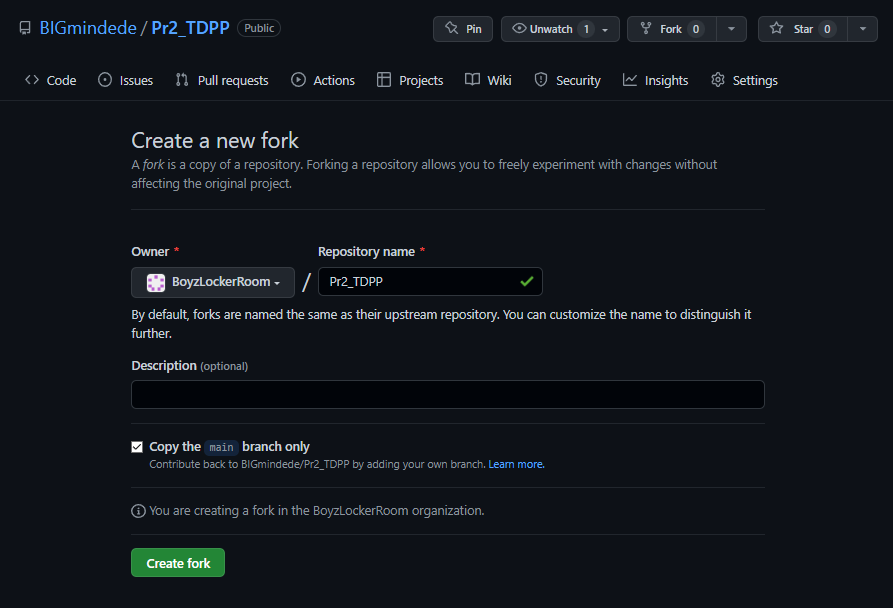 BIGmindede / Pr2_TDPP Public Pin Unwatch 1 Fork 0 Star 0
Code Issues Pull requests Actions Projects Wiki Security Insights Settings
Create a new fork
A fork is a copy of a repository. Forking a repository allows you to freely experiment with changes without
affecting the original project.
Owner * Repository name *
BoyzLockerRoom / Pr2_TDPP
By default, forks are named the same as their upstream repository. You can customize the name to distinguish it
further.
Description (optional)
Copy the main branch only
Contribute back to BIGmindede/Pr2_TDPP by adding your own branch. Learn more.
You are creating a fork in the BoyzLockerRoom organization.
Create fork